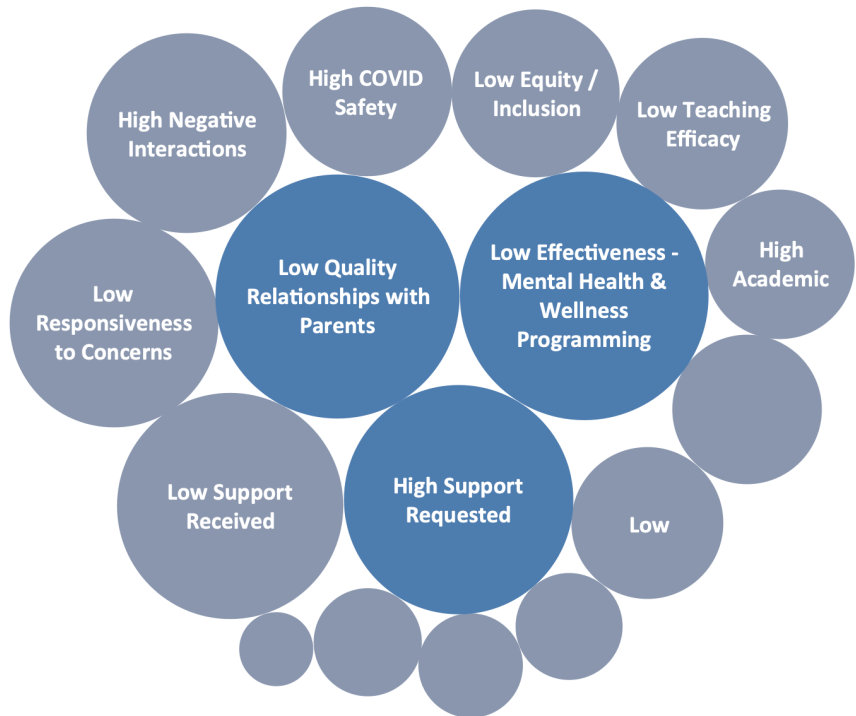 High COVID
Safety
Low Equity /
Inclusion
High Negative
Interactions
Low Teaching
Efficacy
Low Quality
Relationships with
Parents
Low Effectiveness -
Mental Health &
Wellness
Programming
High
Academic
Low
Responsiveness
to Concerns
Low Support
Received
High Support
Requested
Low